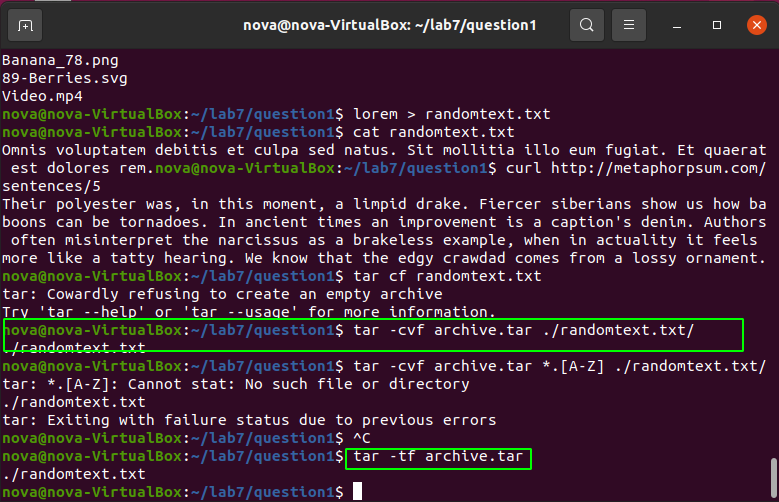 nova@nova-VirtualBox: ~/lab7/question1
Banana_78.png
89-Berries.svg
Video.mp4
nova@nova-VirtualBox:~/lab7/question1$ lorem > randomtext.txt
nova@nova-VirtualBox:~/lab7/question1$ cat randomtext.txt
Omnis voluptatem debitis et culpa sed natus. Sit mollitia illo eum fugiat. Et quaerat
 est dolores rem.nova@nova-VirtualBox:~/lab7/question1$ curl http://metaphorpsum.com/
sentences/5
Their polyester was, in this moment, a limpid drake. Fiercer siberians show us how ba
boons can be tornadoes. In ancient times an improvement is a caption's denim. Authors
 often misinterpret the narcissus as a brakeless example, when in actuality it feels
more like a tatty hearing. We know that the edgy crawdad comes from a lossy ornament.
nova@nova-VirtualBox:~/lab7/question1$ tar cf randomtext.txt
tar: Cowardly refusing to create an empty archive
Try 'tar --help' or 'tar --usage' for more information.
nova@nova-VirtualBox:~/lab7/question1$ tar -cvf archive.tar ./randomtext.txt/
./randomtext.txt
nova@nova-VirtualBox:~/lab7/question1$ tar -cvf archive.tar *.[A-Z] ./randomtext.txt/
tar: *.[A-Z]: Cannot stat: No such file or directory
./randomtext.txt
tar: Exiting with failure status due to previous errors
nova@nova-VirtualBox:~/lab7/question1$ ^C
nova@nova-VirtualBox:~/lab7/question1$ tar -tf archive.tar
./randomtext.txt
nova@nova-VirtualBox:~/lab7/question1$